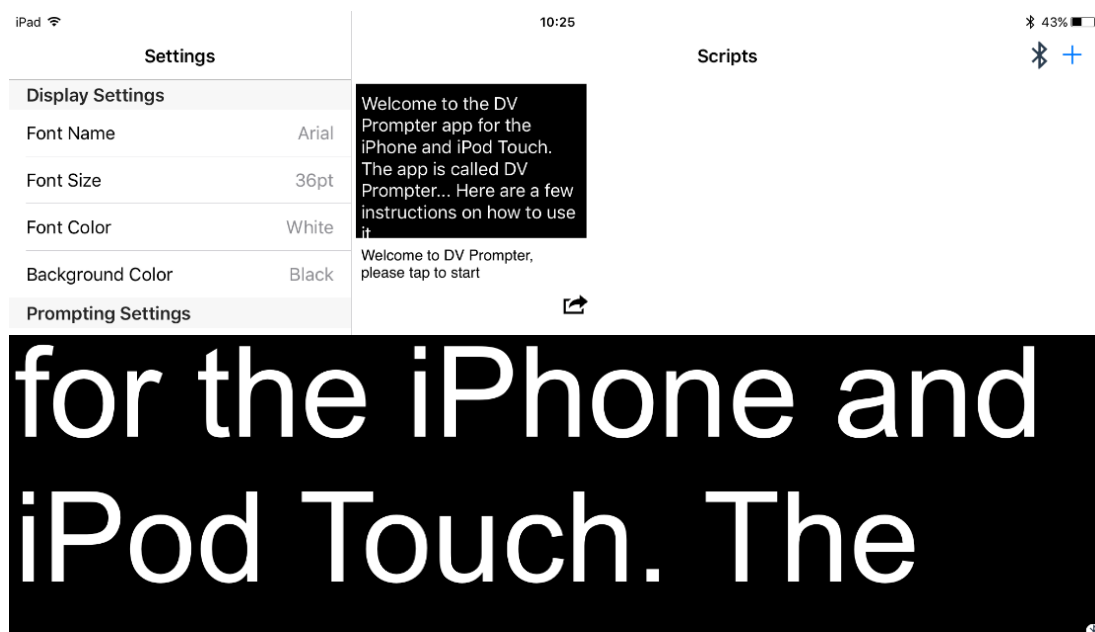 iPad
10:25
43%
Settings
Scripts
Display Settings
Font Name
Arial
Font Size
36pt
Font Color
White
Background Color
Black
Prompting Settings
Welcome to the DV
Prompter app for the
iPhone and iPod Touch.
The app is called DV
Prompter... Here are a few
instructions on how to use
it
Welcome to DV Prompter,
please tap to start
for the iPhone and
iPod Touch. The